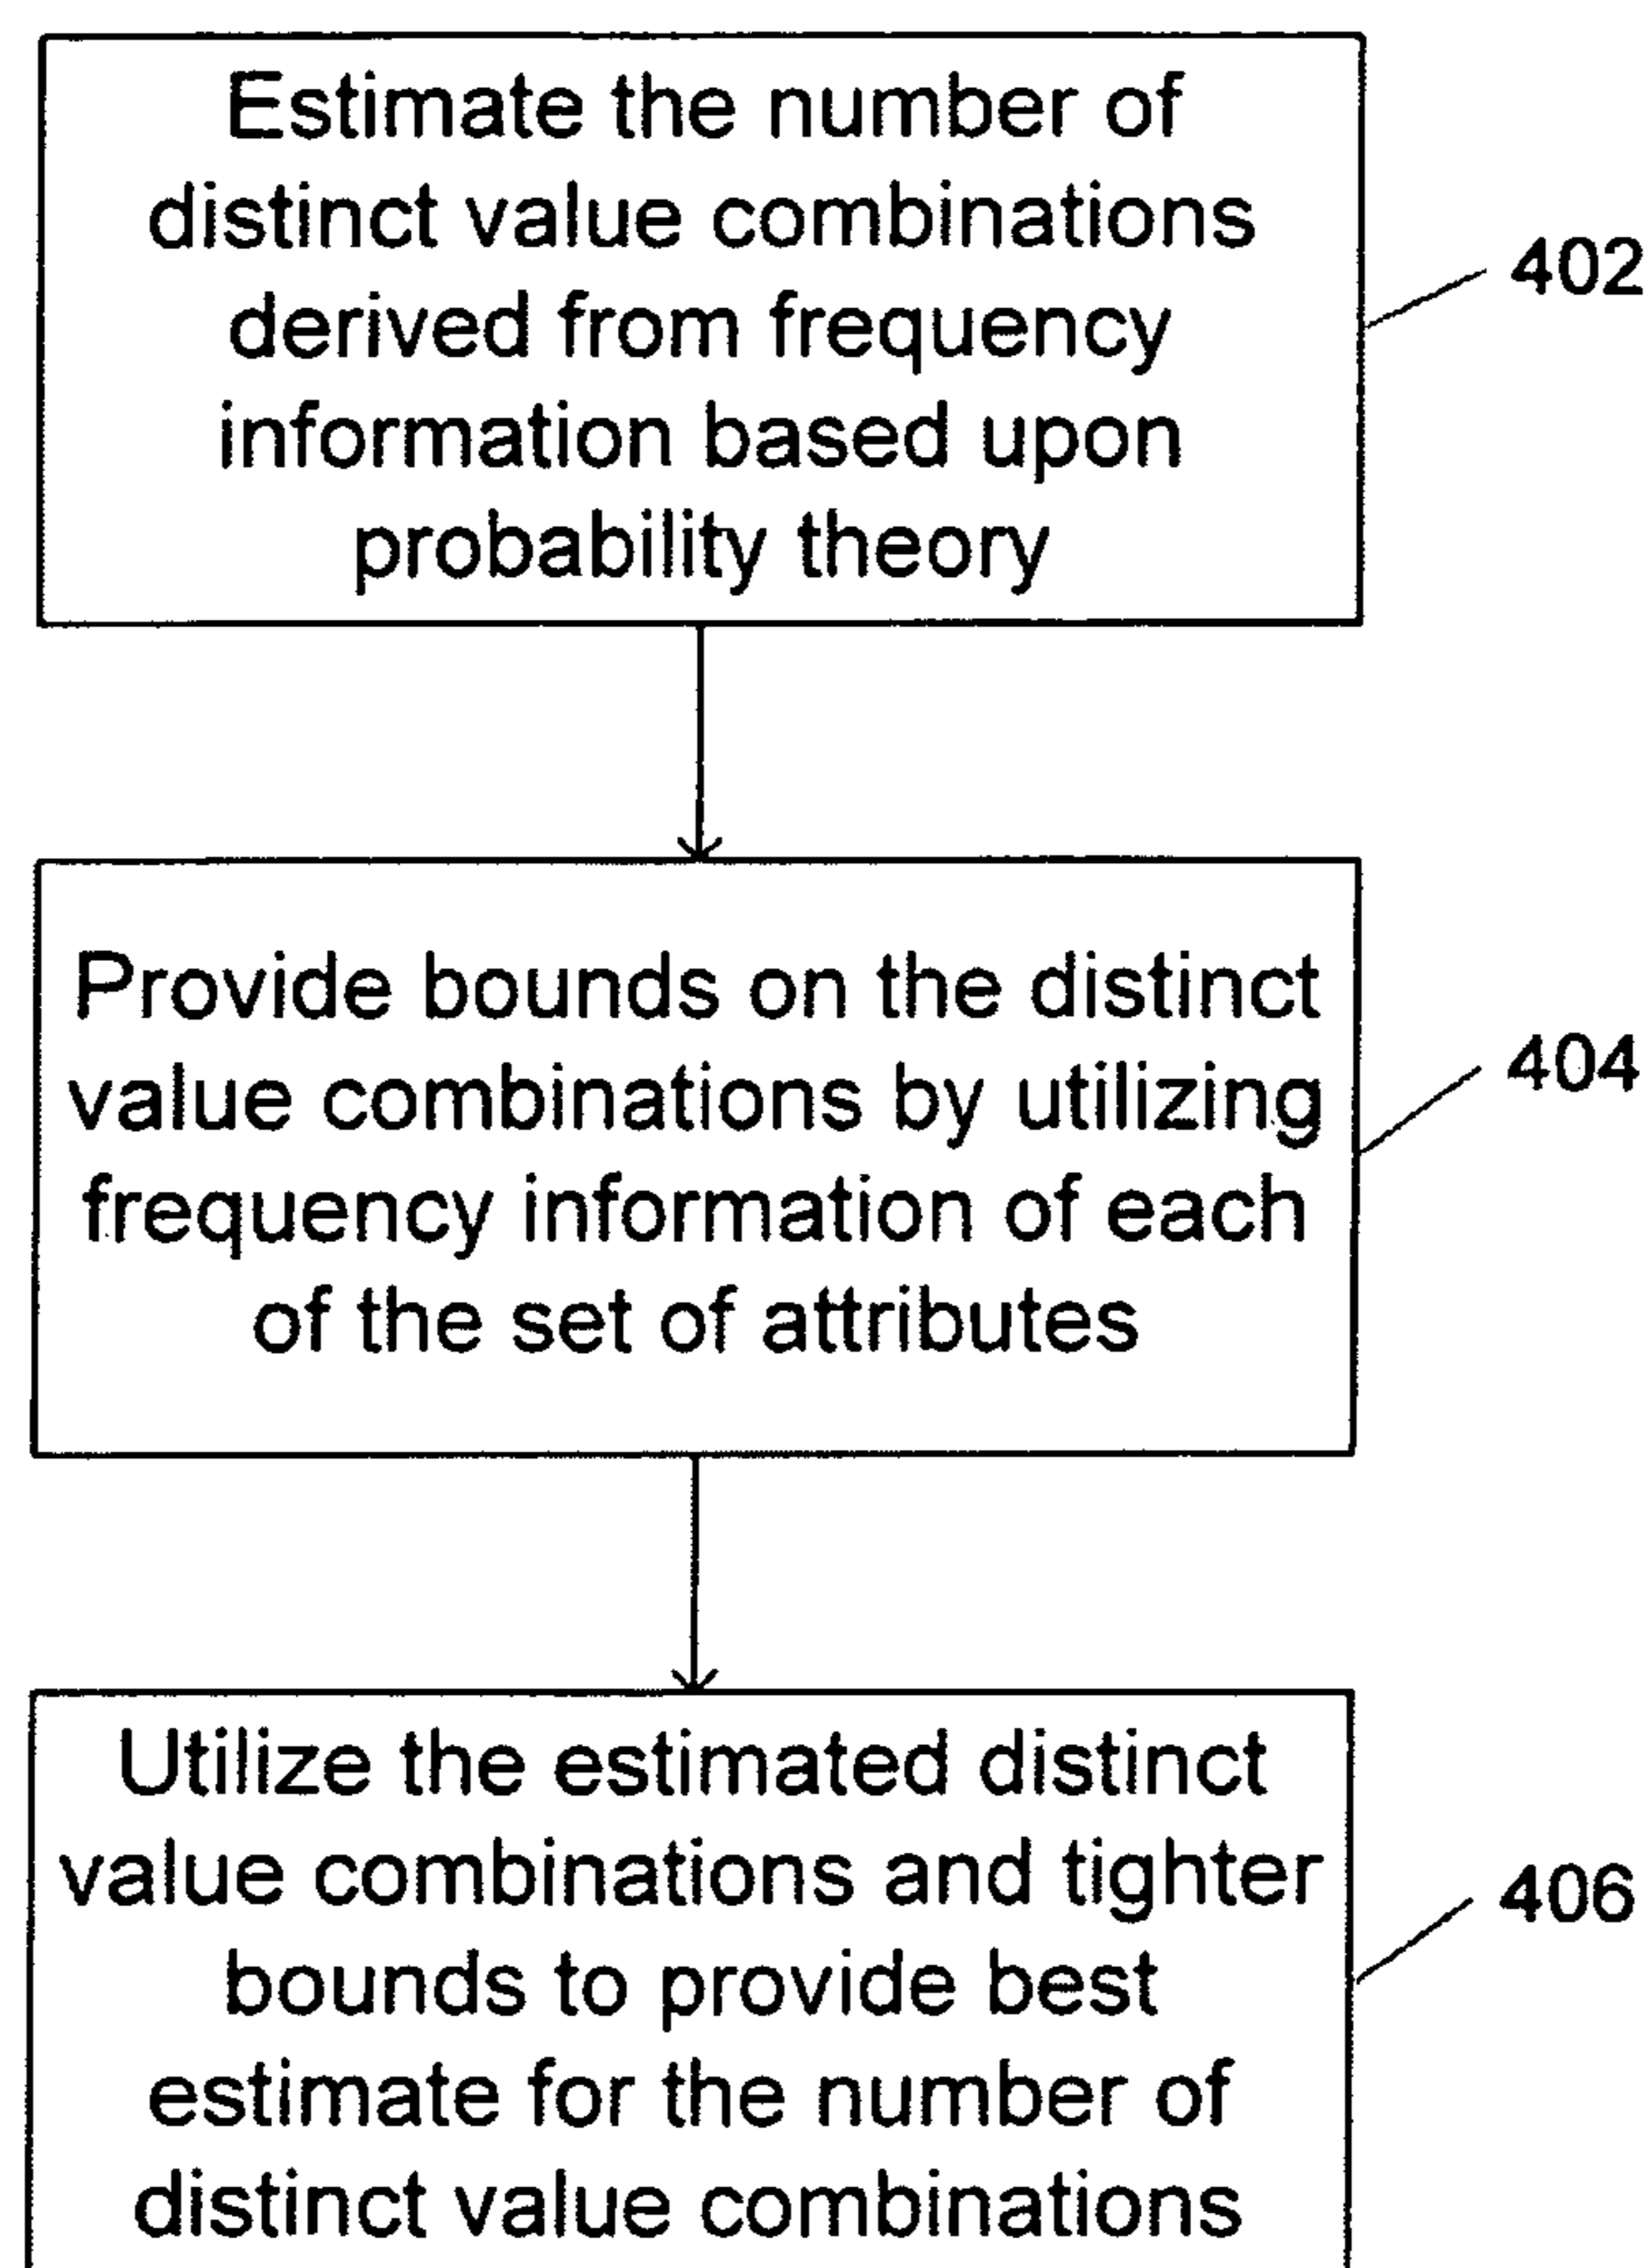 Estimate the number of
distinct value combinations
derived from frequency
information based upon
probability theory
402
Provide bounds on the distinct
value combinations by utilizing
frequency information of each
of the set of attributes
404
Utilize the estimated distinct
value combinations and tighter
bounds to provide best
estimate for the number of
distinct value combinations
406